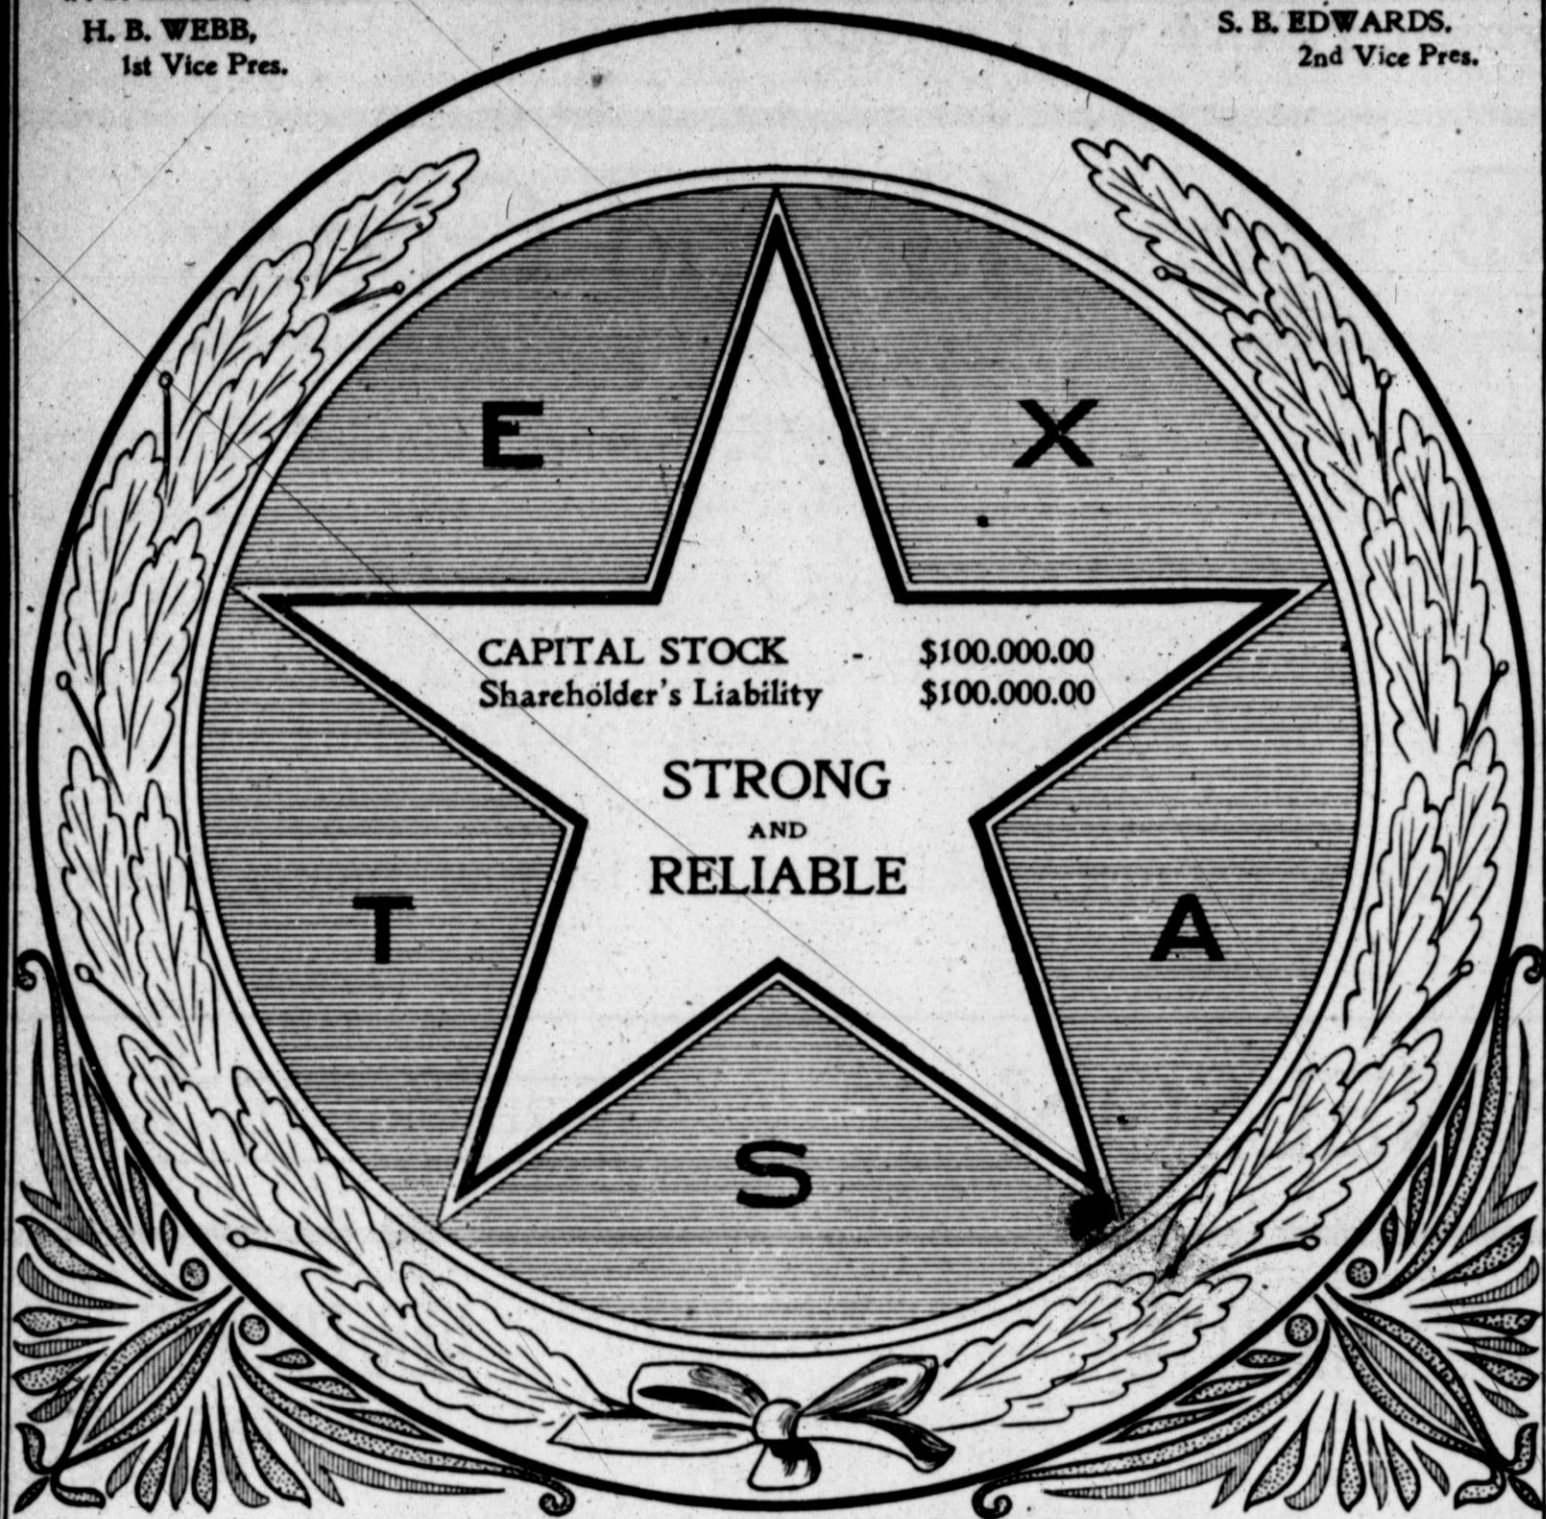 H. B. WEBB,
1st Vice Pres.
S. B. EDWARDS.
2nd Vice Pres.
T E X A S
CAPITAL STOCK - $100.000.00
Shareholder's Liability $100.000.00
STRONG
AND
RELIABLE